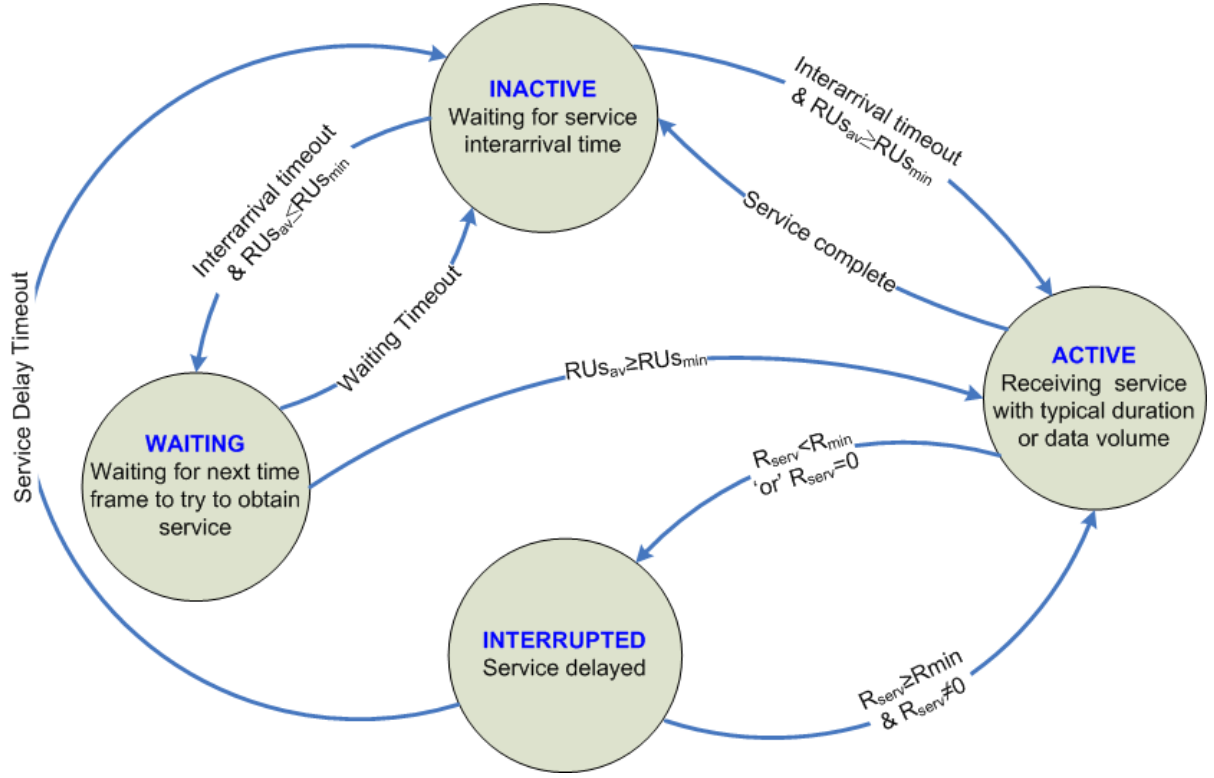 INACTIVE
Waiting for service
interarrival time
Interarrival timeout
& RUsav≥RUsmin
Interrarival timeout
& RUsav≤RUsmin
Service complete
Waiting Timeout
Service Delay Timeout
RUsav≥RUsmin
ACTIVE
Receiving service
with typical duration
or data volume
WAITING
Waiting for next time
frame to try to obtain
service
Rserv<Rmin
‘or’ Rserv=0
INTERRUPTED
Service delayed
Rserv≥Rmin
& Rserv≠0